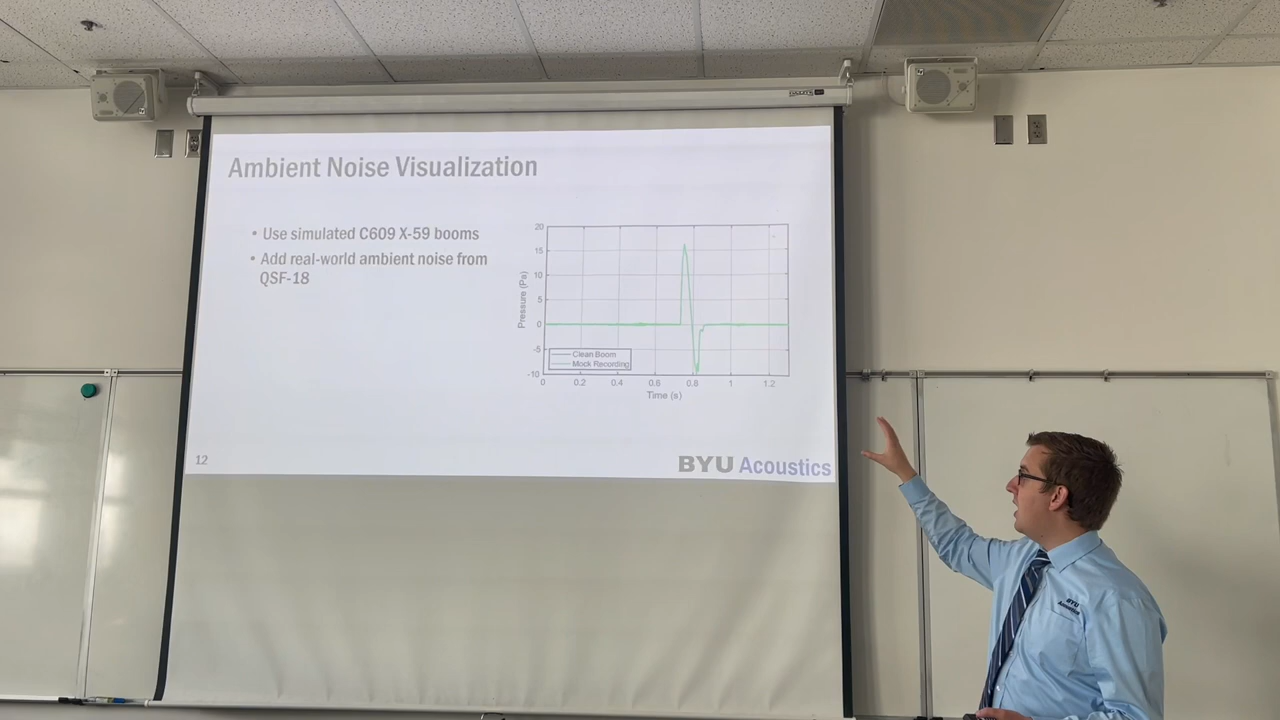 Ambient Noise Visualization
• Use simulated C609 X-59 booms
• Add real-world ambient noise from
QSF-18
20
15
10
5
0
-5
-10
Pressure (Pa)
Clean Boom
Mock Recording
0 0.2 0.4 0.6 0.8 1 1.2
Time (s)
12
BYU Acoustics
BYU
Acoustics